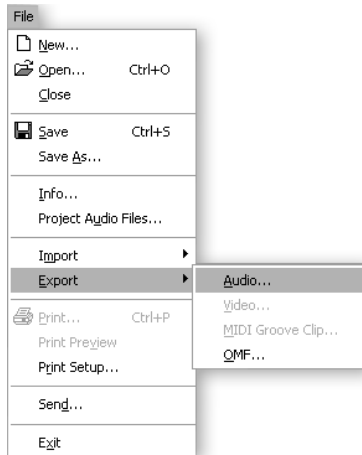 File
New...
Open... Ctrl+O
Close
Save Ctrl+S
Save As...
Info...
Project Audio Files...
Import
Export
Audio...
Video...
MIDI Groove Clip...
OMF...
Print... Ctrl+P
Print Preview
Print Setup...
Send...
Exit